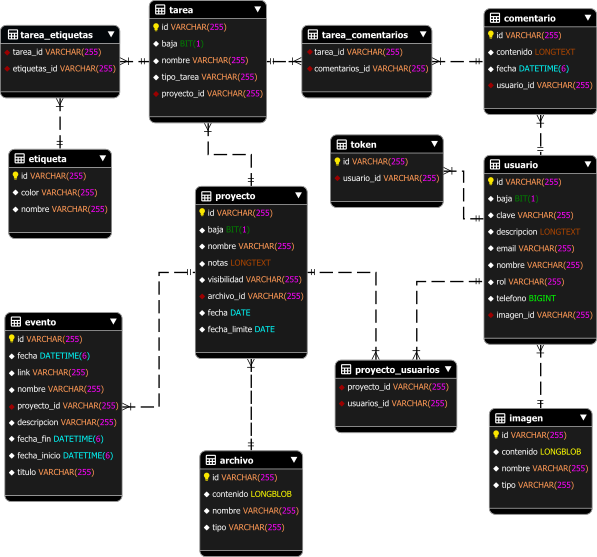 tarea_etiquetas
tarea_id VARCHAR(255)
etiquetas_id VARCHAR(255)
tarea
id VARCHAR(255)
baja BIT(1)
nombre VARCHAR(255)
tipo_tarea VARCHAR(255)
proyecto_id VARCHAR(255)
tarea_comentarios
tarea_id VARCHAR(255)
comentarios_id VARCHAR(255)
comentario
id VARCHAR(255)
contenido LONGTEXT
fecha DATETIME(6)
usuario_id VARCHAR(255)
etiqueta
id VARCHAR(255)
color VARCHAR(255)
nombre VARCHAR(255)
token
id VARCHAR(255)
usuario_id VARCHAR(255)
usuario
id VARCHAR(255)
baja BIT(1)
clave VARCHAR(255)
descripcion LONGTEXT
email VARCHAR(255)
nombre VARCHAR(255)
rol VARCHAR(255)
telefono BIGINT
imagen_id VARCHAR(255)
proyecto
id VARCHAR(255)
baja BIT(1)
nombre VARCHAR(255)
notas LONGTEXT
visibilidad VARCHAR(255)
archivo_id VARCHAR(255)
fecha DATE
fecha_limite DATE
evento
id VARCHAR(255)
fecha DATETIME(6)
link VARCHAR(255)
nombre VARCHAR(255)
proyecto_id VARCHAR(255)
descripcion VARCHAR(255)
fecha_fin DATETIME(6)
fecha_inicio DATETIME(6)
titulo VARCHAR(255)
proyecto_usuarios
proyecto_id VARCHAR(255)
usuarios_id VARCHAR(255)
archivo
id VARCHAR(255)
contenido LONGBLOB
nombre VARCHAR(255)
tipo VARCHAR(255)
imagen
id VARCHAR(255)
contenido LONGBLOB
nombre VARCHAR(255)
tipo VARCHAR(255)